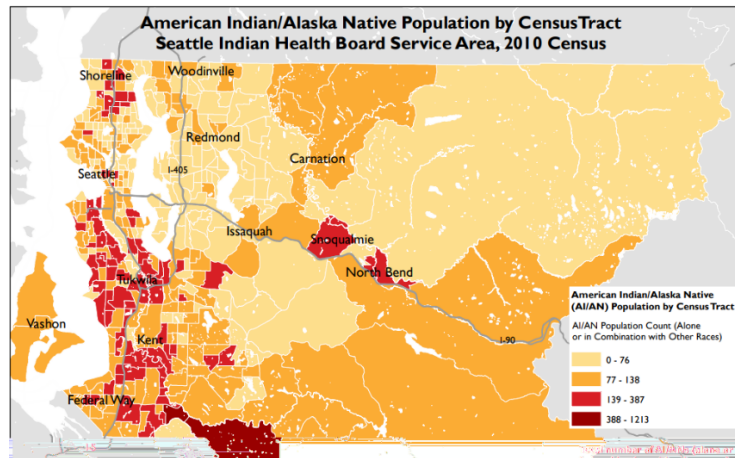 American Indian/Alaska Native Population by Census Tract
Seattle Indian Health Board Service Area, 2010 Census
Shoreline
Woodinville
Redmond
Carnation
Seattle
I-405
Issaquah
Snoqualmie
North Bend
Tukwila
Vashon
Kent
I-90
Federal Way
American Indian/Alaska Native
(AI/AN) Population by Census Tract
AI/AN Population Count (Alone
or in Combination with Other Races)
0 - 76
77 - 138
139 - 387
388 - 1213